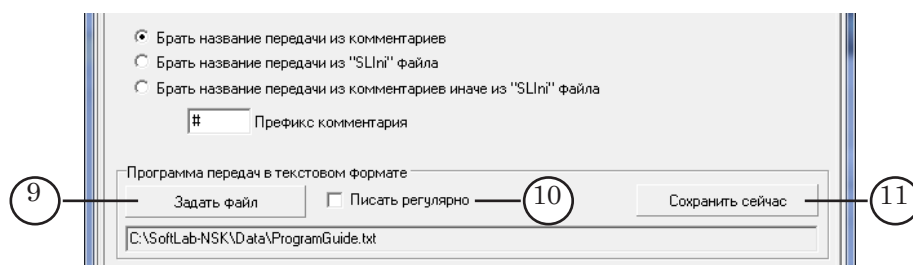 Брать название передачи из комментариев
Брать название передачи из "SLIni" файла
Брать название передачи из комментариев иначе из "SLIni" файла
# Префикс комментария
Программа передач в текстовом формате
9 Задать файл Писать регулярно 10 Сохранить сейчас 11
C:\SoftLab-NSK\Data\ProgramGuide.txt